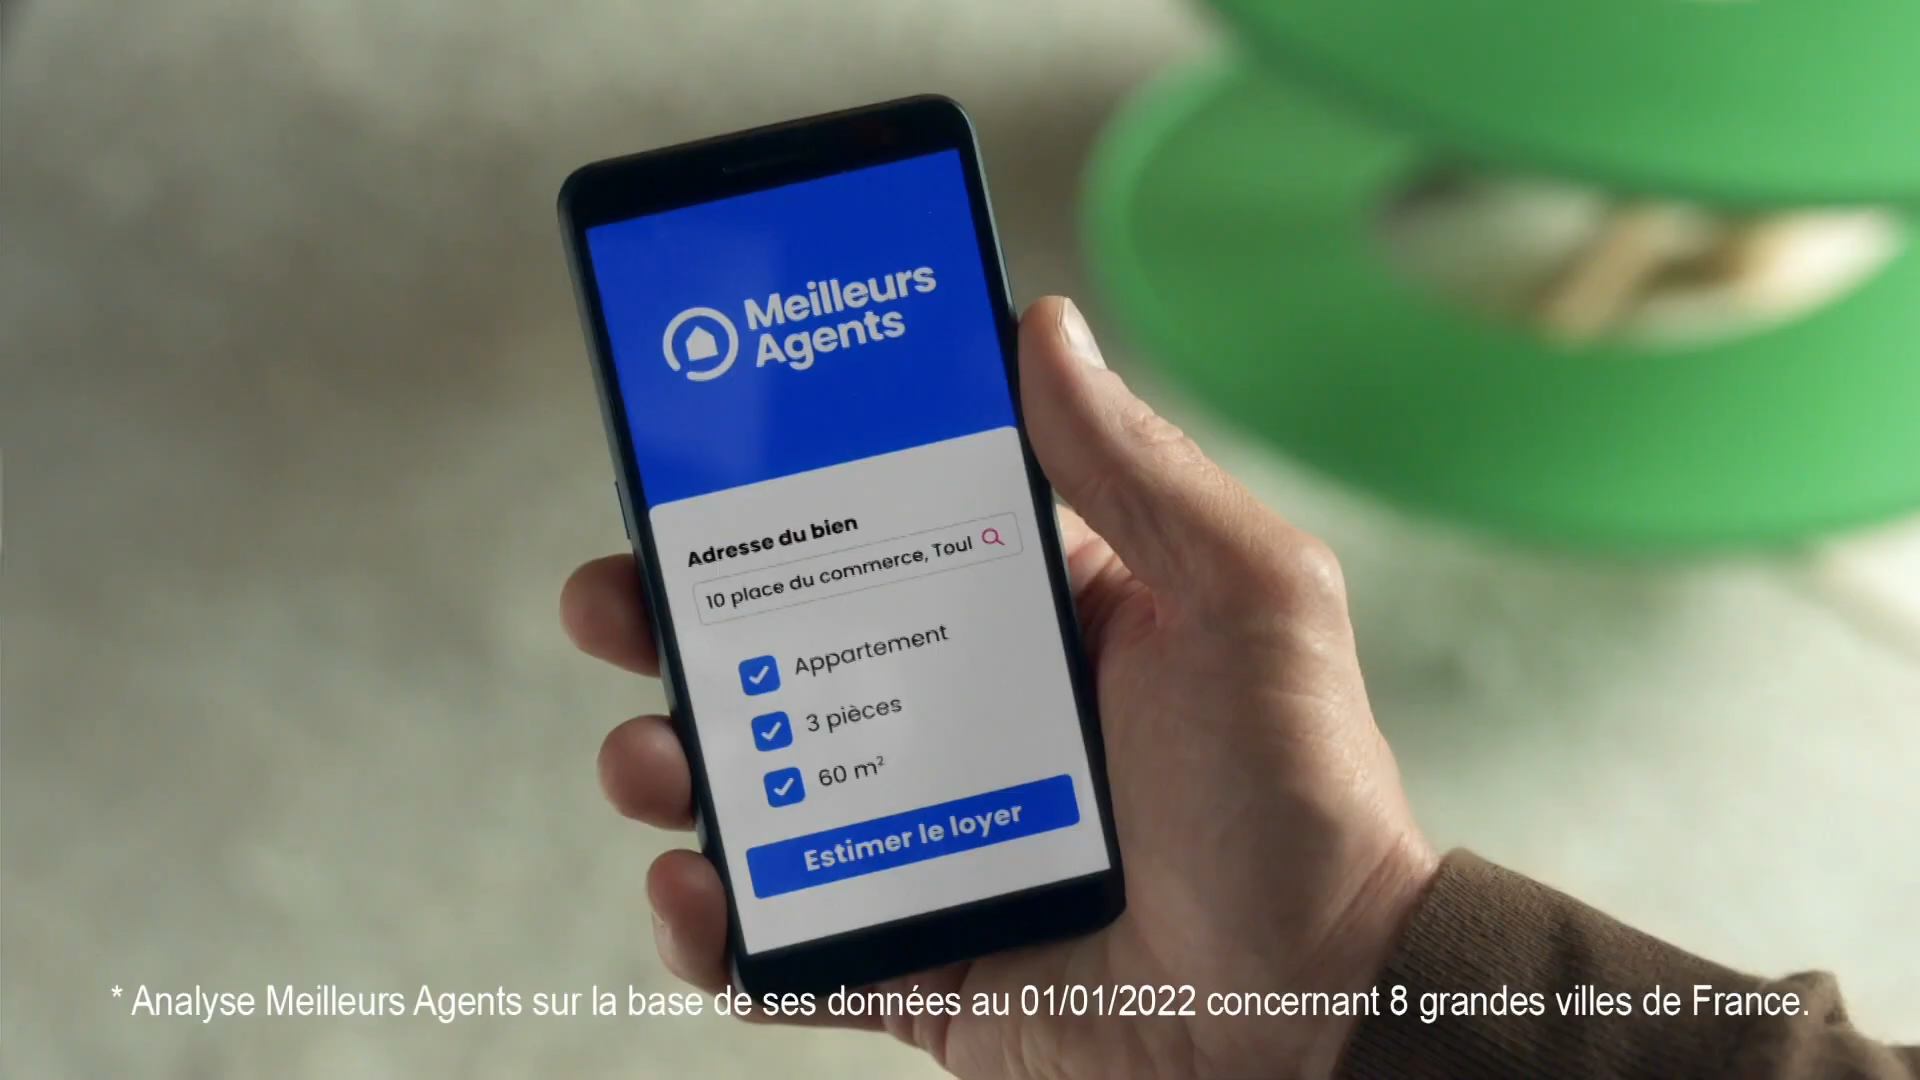 Meilleurs
Agents
Adresse du bien
10 place du commerce, Toul
Appartement
3 pièces
60 m²
Estimer le loyer
* Analyse Meilleurs Agents sur la base de ses données au 01/01/2022 concernant 8 grandes villes de France.